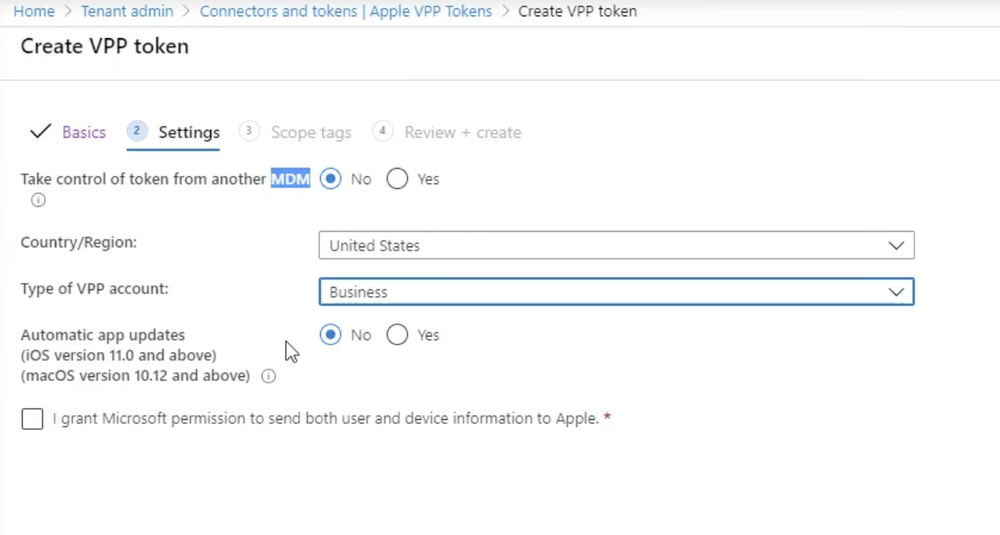 Home > Tenant admin > Connectors and tokens | Apple VPP Tokens > Create VPP token
Create VPP token
Basics 2 Settings 3 Scope tags 4 Review + create
Take control of token from another MDM No Yes
Country/Region: United States
Type of VPP account: Business
Automatic app updates No Yes
(iOS version 11.0 and above)
(macOS version 10.12 and above)
I grant Microsoft permission to send both user and device information to Apple. *